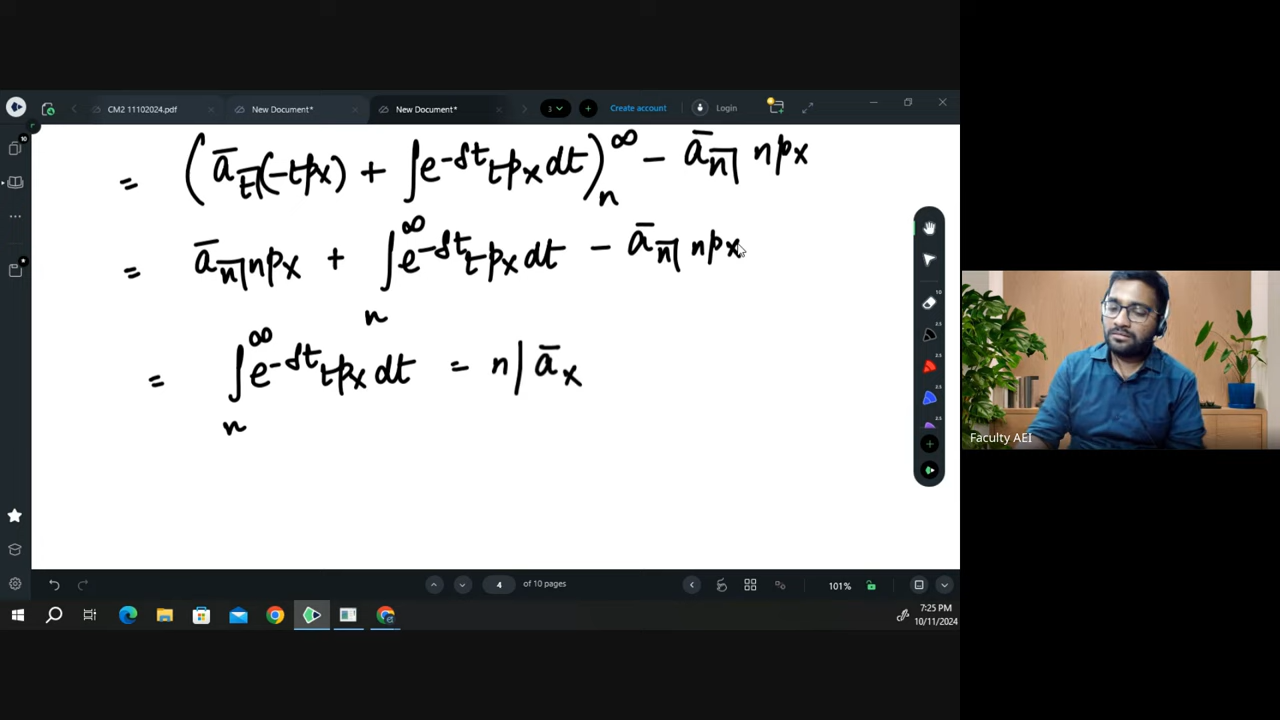 CM2 11102024.pdf New Document* New Document* 3 Create account Login
= (ā_t̅|(-tpx) + ∫e^-δt tpx dt)_n^∞ - ā_n̅| npx
= ā_n̅| npx + ∫_n^∞ e^-δt tpx dt - ā_n̅| npx
= ∫_n^∞ e^-δt tpx dt = n|ā_x
Faculty AEI
4 of 10 pages 101%
7:25 PM
10/11/2024